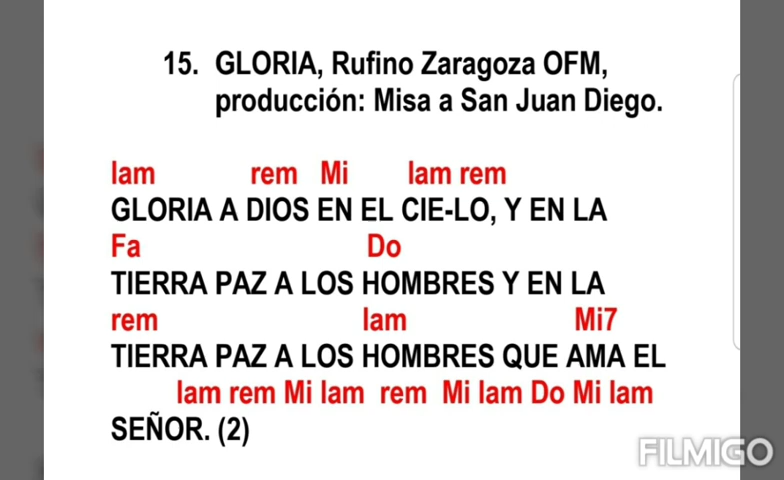 15. GLORIA, Rufino Zaragoza OFM,
producción: Misa a San Juan Diego.
lam rem Mi lam rem
GLORIA A DIOS EN EL CIE-LO, Y EN LA
Fa Do
TIERRA PAZ A LOS HOMBRES Y EN LA
rem lam Mi7
TIERRA PAZ A LOS HOMBRES QUE AMA EL
lam rem Mi lam rem Mi lam Do Mi lam
SEÑOR. (2)
FILMIGO